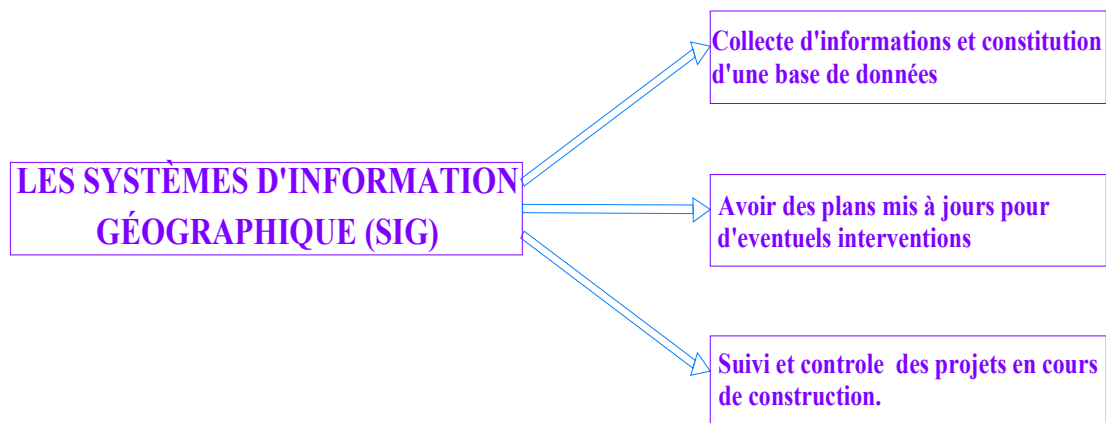 LES SYSTÈMES D'INFORMATION
GÉOGRAPHIQUE (SIG)
Collecte d'informations et constitution
d'une base de données
Avoir des plans mis à jours pour
d'eventuels interventions
Suivi et controle des projets en cours
de construction.